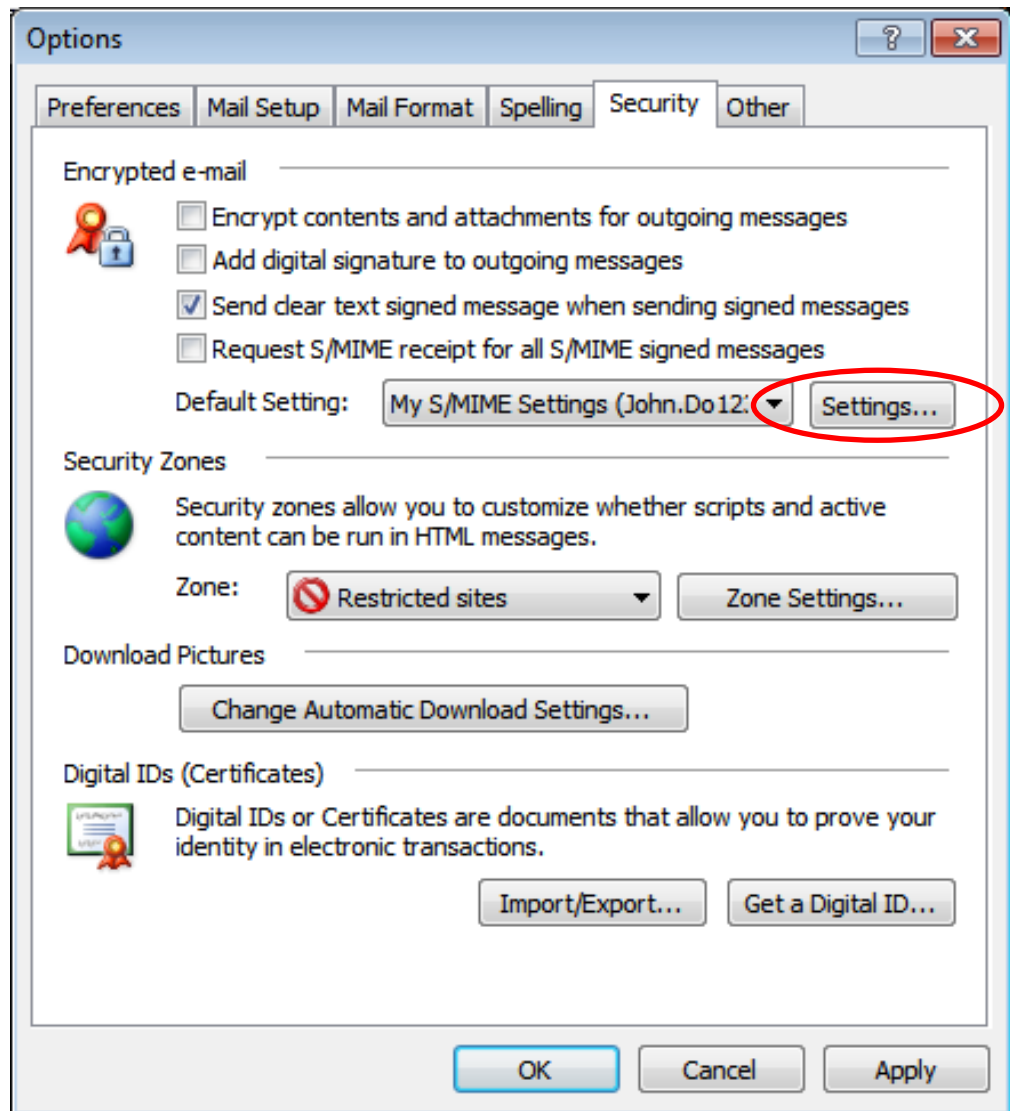 Options
Preferences Mail Setup Mail Format Spelling Security Other
Encrypted e-mail
Encrypt contents and attachments for outgoing messages
Add digital signature to outgoing messages
Send clear text signed message when sending signed messages
Request S/MIME receipt for all S/MIME signed messages
Default Setting: My S/MIME Settings (John.Do12 Settings...
Security Zones
Security zones allow you to customize whether scripts and active
content can be run in HTML messages.
Zone: Restricted sites Zone Settings...
Download Pictures
Change Automatic Download Settings...
Digital IDs (Certificates)
Digital IDs or Certificates are documents that allow you to prove your
identity in electronic transactions.
Import/Export... Get a Digital ID...
OK Cancel Apply